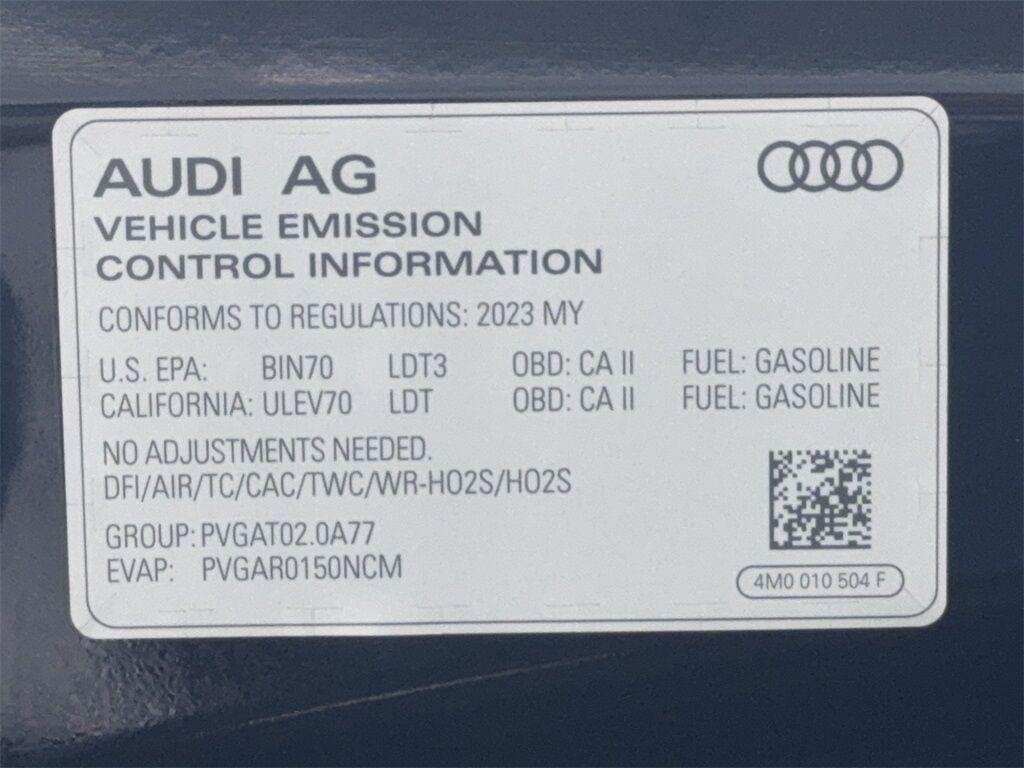 AUDI AG
VEHICLE EMISSION
CONTROL INFORMATION
CONFORMS TO REGULATIONS: 2023 MY
U.S. EPA: BIN70 LDT3 OBD: CA II FUEL: GASOLINE
CALIFORNIA: ULEV70 LDT OBD: CA II FUEL: GASOLINE
NO ADJUSTMENTS NEEDED.
DFI/AIR/TC/CAC/TWC/WR-HO2S/HO2S
GROUP: PVGAT02.0A77
EVAP: PVGAR0150NCM
4M0 010 504 F